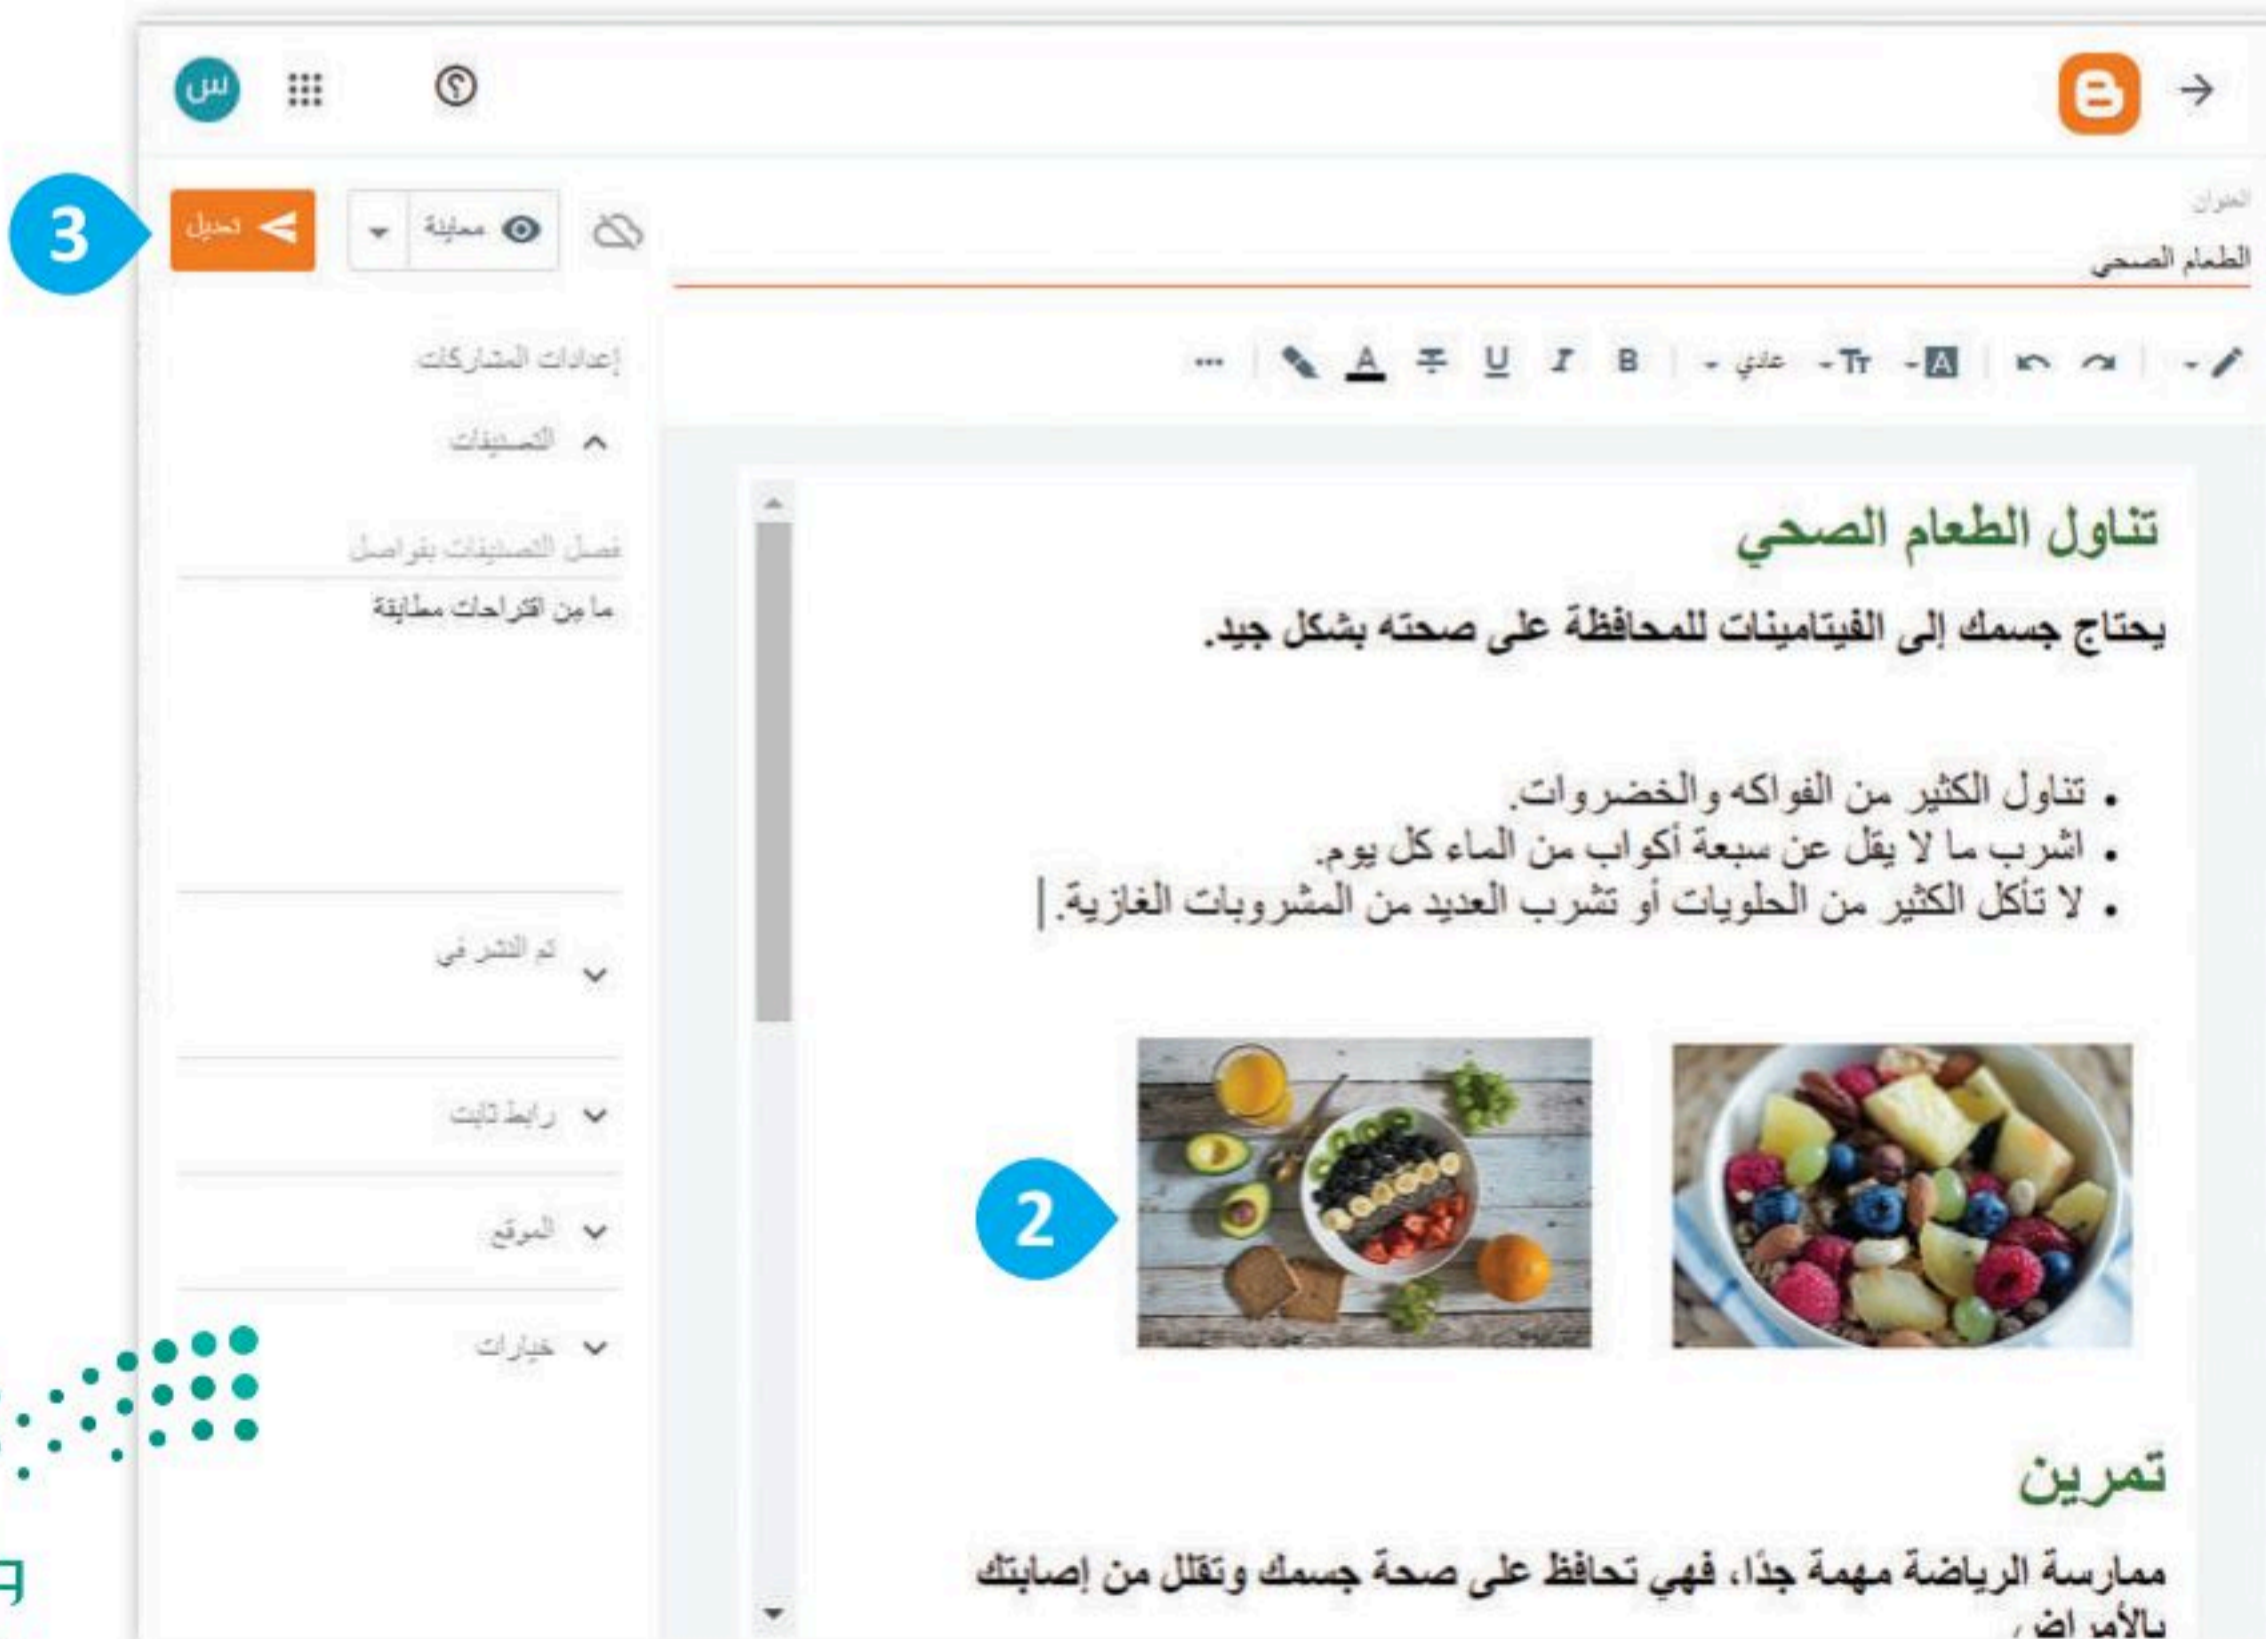 س
3
تعديل
معاينة
العنوان
الطعام الصحي
عادي
إعدادات المشاركات
التصنيفات
فصل التصنيفات بفواصل
ما من اقتراحات مطابقة
تم النشر في
رابط ثابت
الموقع
خيارات
تناول الطعام الصحي
يحتاج جسمك إلى الفيتامينات للمحافظة على صحته بشكل جيد.
• تناول الكثير من الفواكه والخضروات.
• اشرب ما لا يقل عن سبعة أكواب من الماء كل يوم.
• لا تأكل الكثير من الحلويات أو تشرب العديد من المشروبات الغازية.
2
تمرين
ممارسة الرياضة مهمة جدًا، فهي تحافظ على صحة جسمك وتقلل من إصابتك
بالأمراض